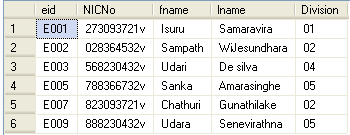 eid NICNo fname lname Division
1 E001 273093721v Isuru Samaravira 01
2 E002 028364532v Sampath WiJesundhara 02
3 E003 568230432v Udari De silva 04
4 E005 788366732v Sanka Amarasinghe 05
5 E007 823093721v Chathuri Gunathilake 02
6 E009 888230432v Udara Senevirathna 05